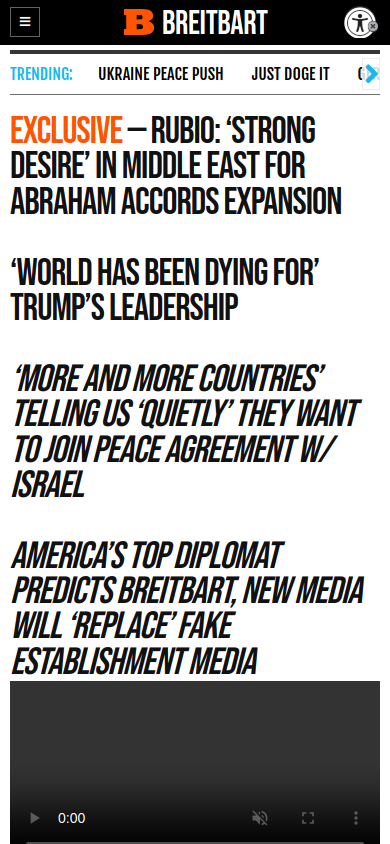 B BREITBART
TRENDING:
UKRAINE PEACE PUSH
JUST DOGE IT
EXCLUSIVE — RUBIO: ‘STRONG
DESIRE’ IN MIDDLE EAST FOR
ABRAHAM ACCORDS EXPANSION
‘WORLD HAS BEEN DYING FOR’
TRUMP’S LEADERSHIP
‘MORE AND MORE COUNTRIES’
TELLING US ‘QUIETLY’ THEY WANT
TO JOIN PEACE AGREEMENT W/
ISRAEL
AMERICA’S TOP DIPLOMAT
PREDICTS BREITBART, NEW MEDIA
WILL ‘REPLACE’ FAKE
ESTABLISHMENT MEDIA
0:00